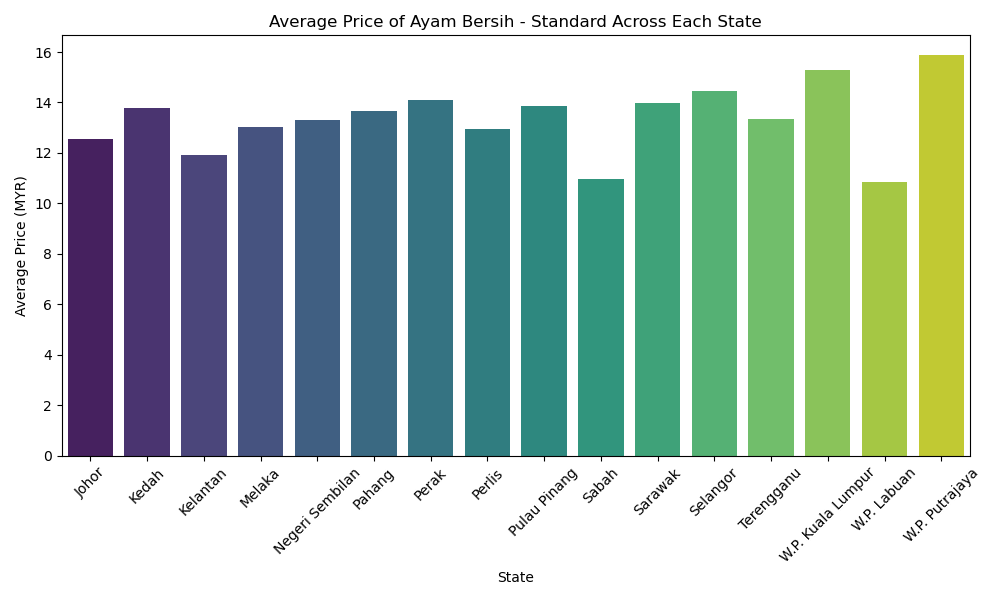 Average Price of Ayam Bersih - Standard Across Each State
Average Price (MYR)
16
14
12
10
8
6
4
2
0
Johor
Kedah
Kelantan
Melaka
Negeri Sembilan
Pahang
Perak
Perlis
Pulau Pinang
Sabah
Sarawak
Selangor
Terengganu
W.P. Kuala Lumpur
W.P. Labuan
W.P. Putrajaya
State